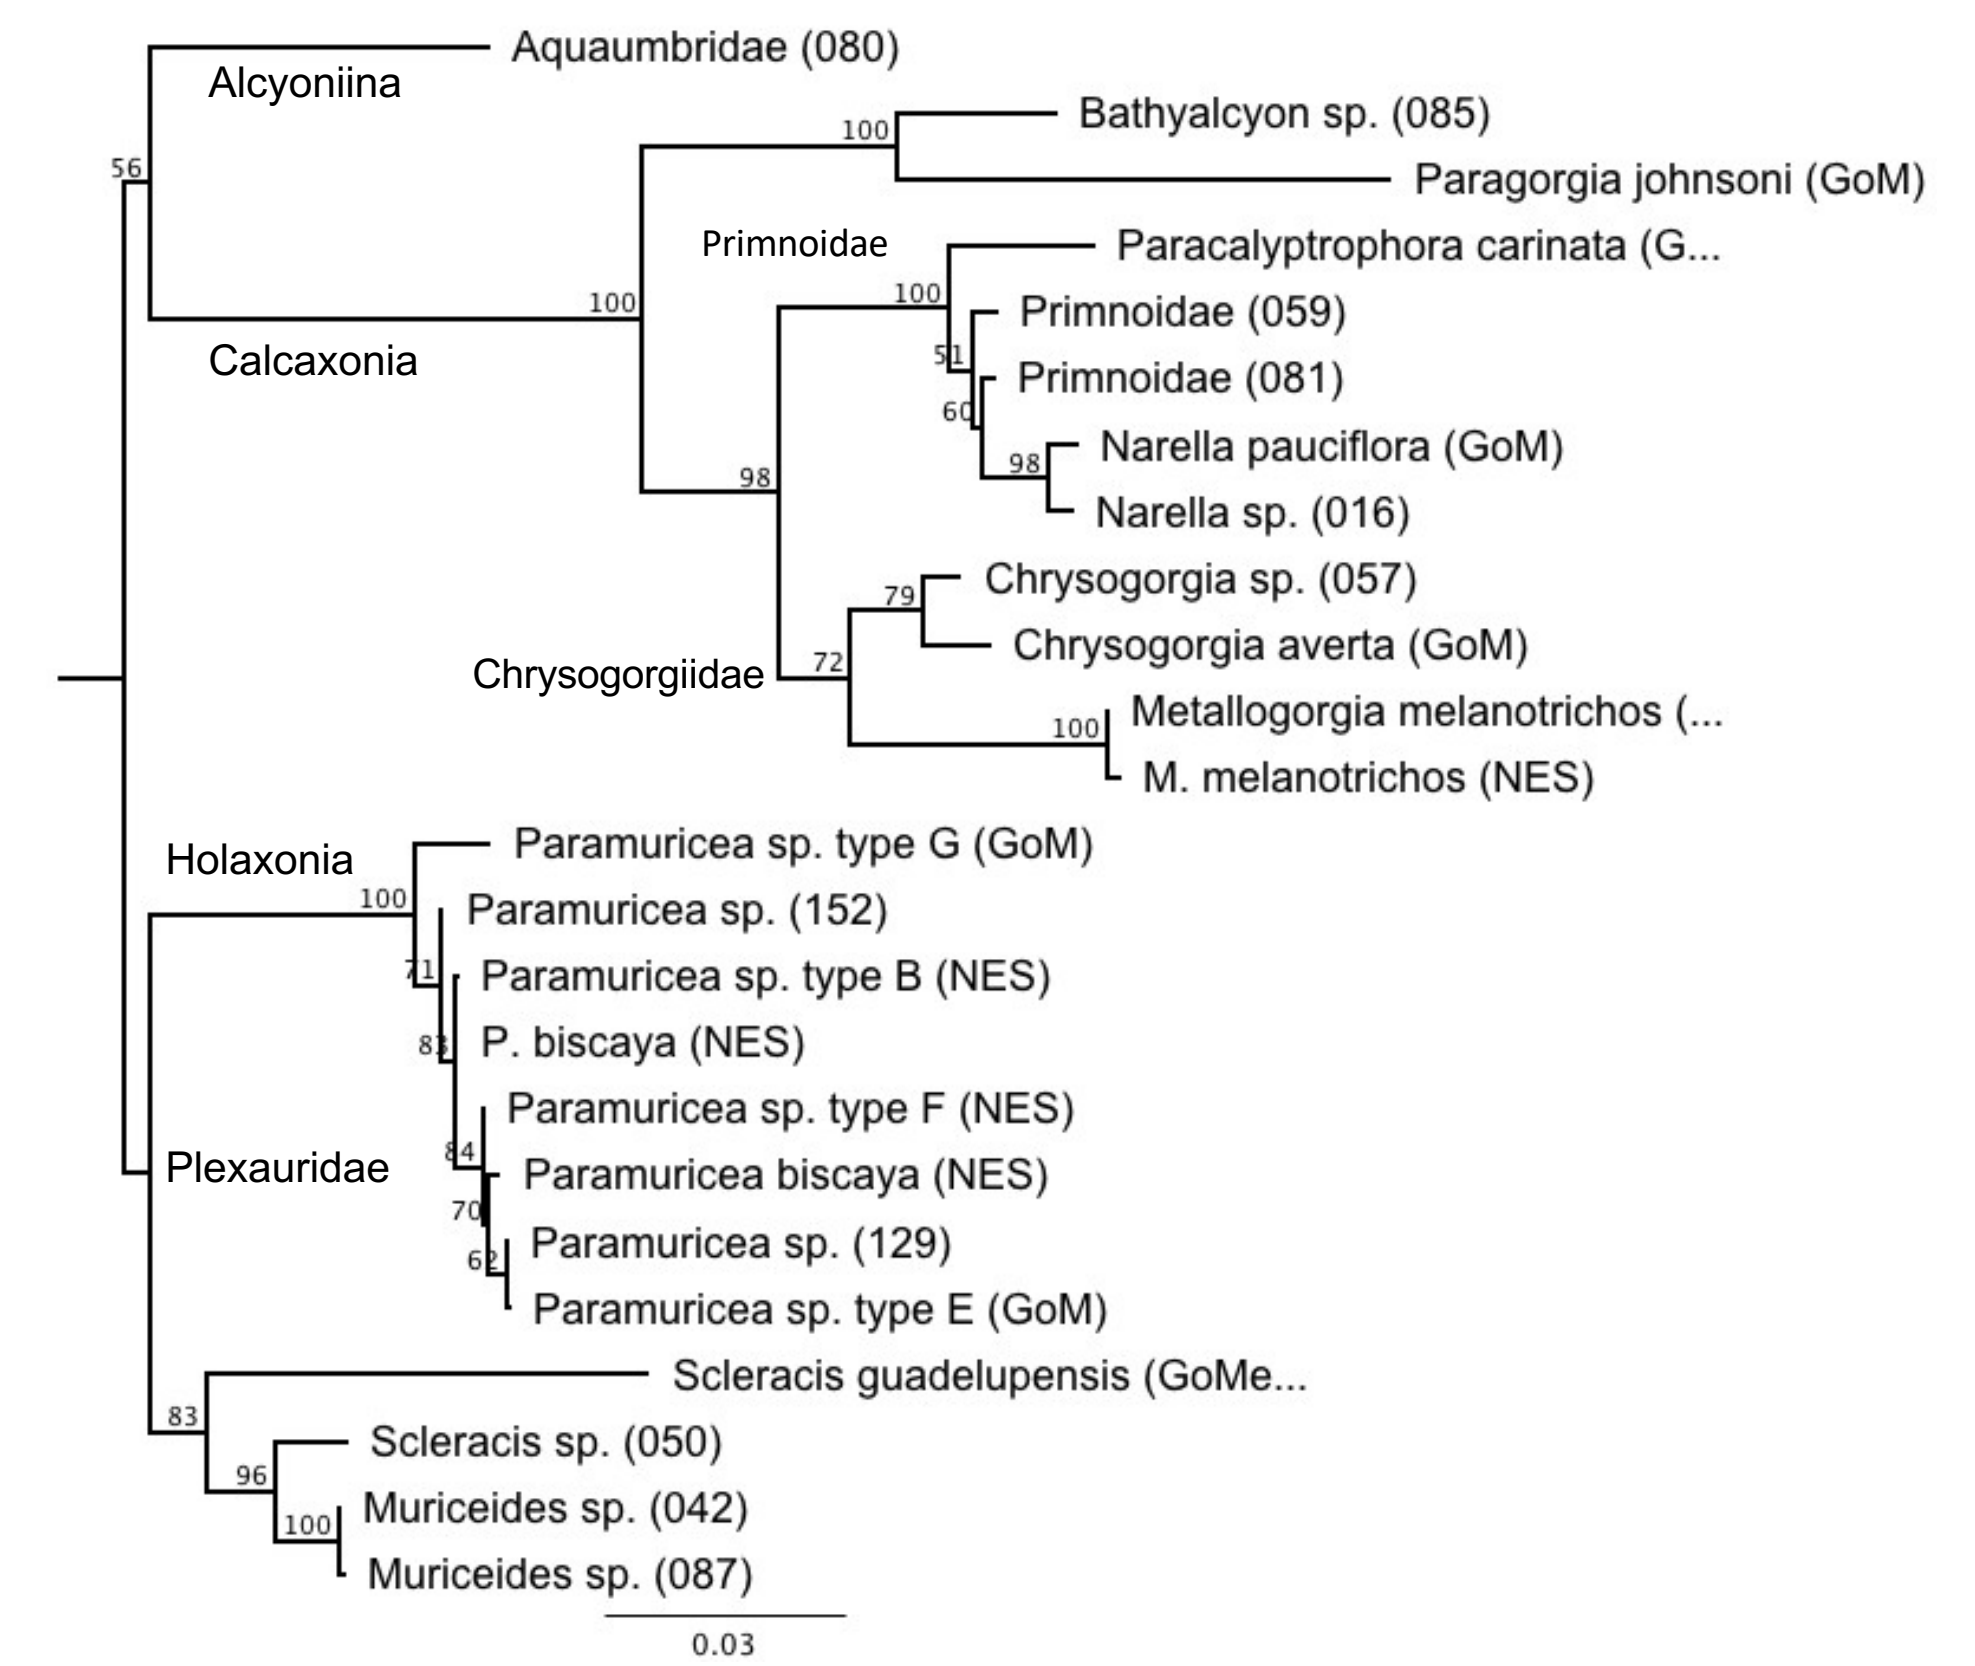 Aquaumbridae (080)
Alcyoniina
Bathyalcyon sp. (085)
100
56
Paragorgia johnsoni (GoM)
Primnoidae
Paracalyptrophora carinata (G...
100
100
Primnoidae (059)
Calcaxonia
51
Primnoidae (081)
60
Narella pauciflora (GoM)
98
98
Narella sp. (016)
Chrysogorgia sp. (057)
79
Chrysogorgia averta (GoM)
72
Chrysogorgiidae
Metallogorgia melanotrichos (...
100
M. melanotrichos (NES)
Paramuricea sp. type G (GoM)
Holaxonia
100
Paramuricea sp. (152)
71
Paramuricea sp. type B (NES)
83
P. biscaya (NES)
Paramuricea sp. type F (NES)
84
Plexauridae
Paramuricea biscaya (NES)
70
Paramuricea sp. (129)
62
Paramuricea sp. type E (GoM)
Scleracis guadelupensis (GoMe...
83
Scleracis sp. (050)
96
Muriceides sp. (042)
100
Muriceides sp. (087)
0.03